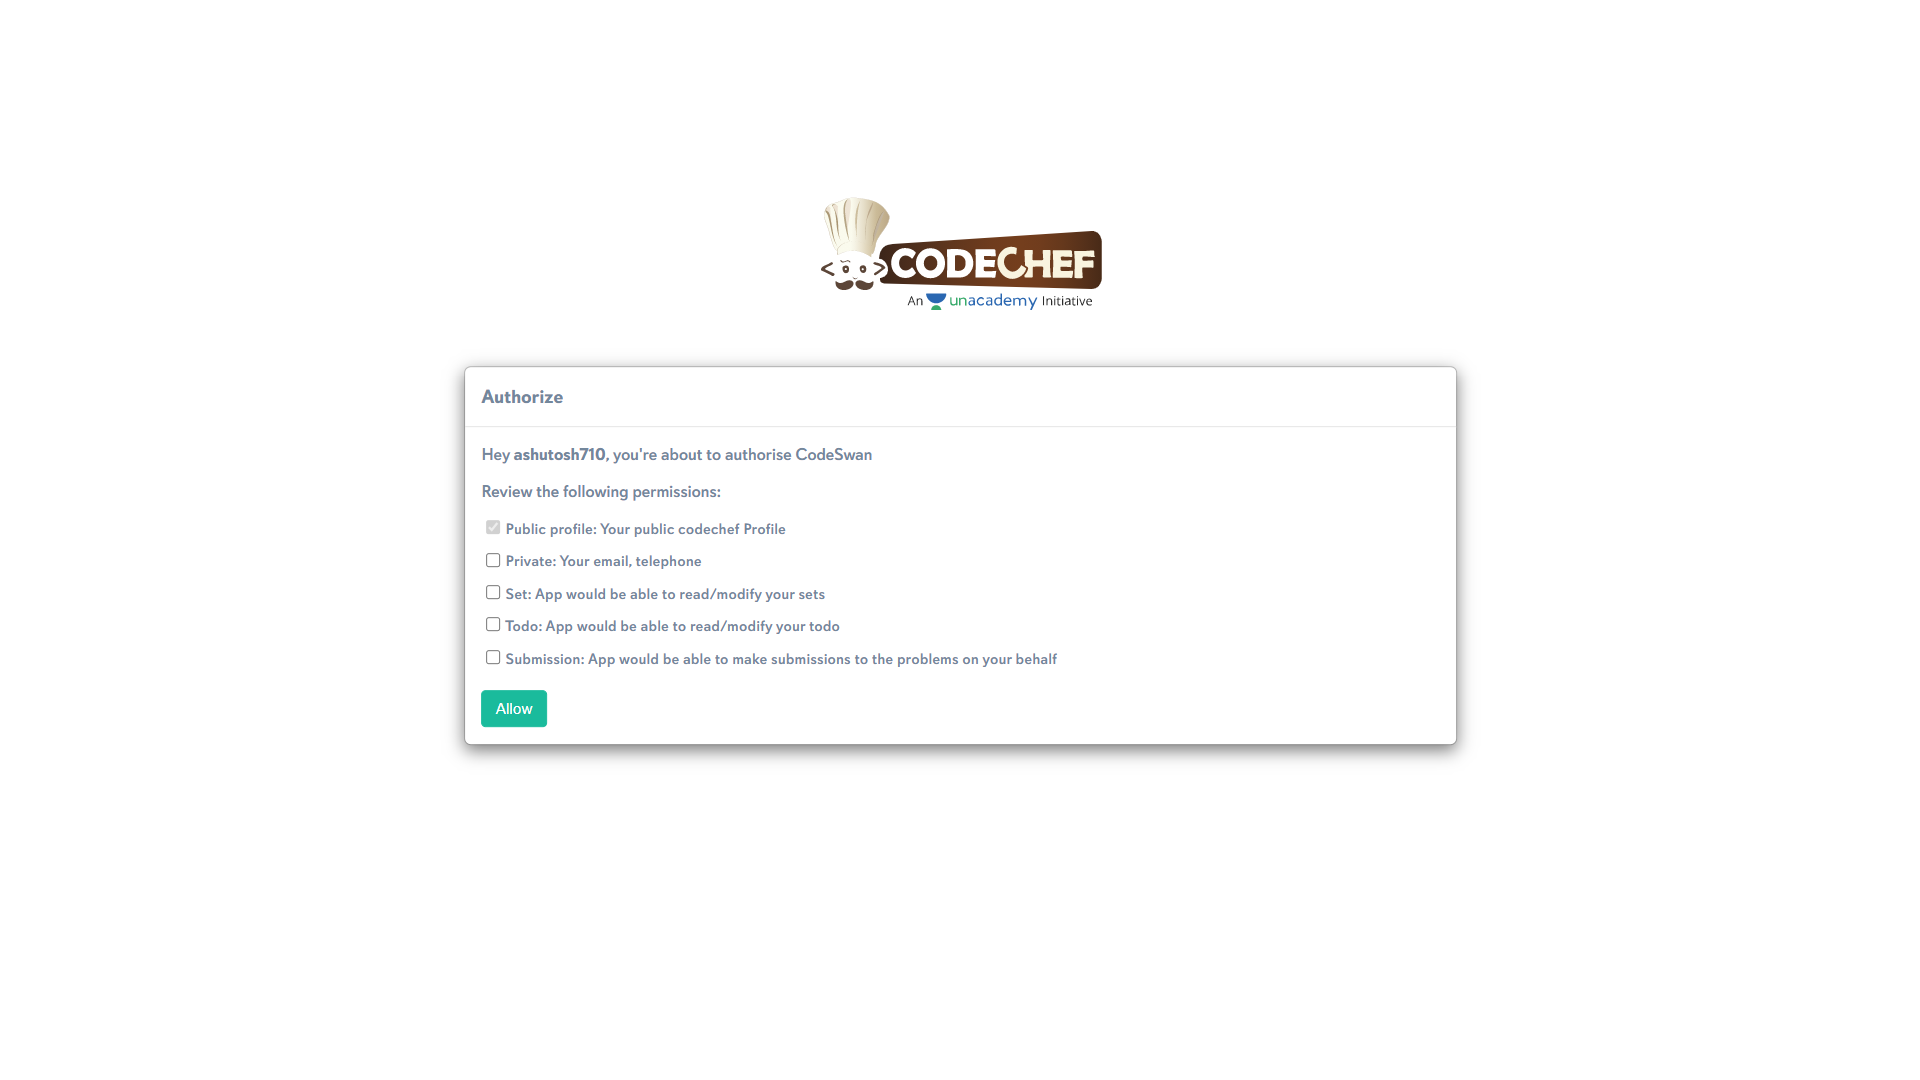 CODECHEF
An unacademy Initiative
Authorize
Hey ashutosh710, you're about to authorise CodeSwan
Review the following permissions:
Public profile: Your public codechef Profile
Private: Your email, telephone
Set: App would be able to read/modify your sets
Todo: App would be able to read/modify your todo
Submission: App would be able to make submissions to the problems on your behalf
Allow